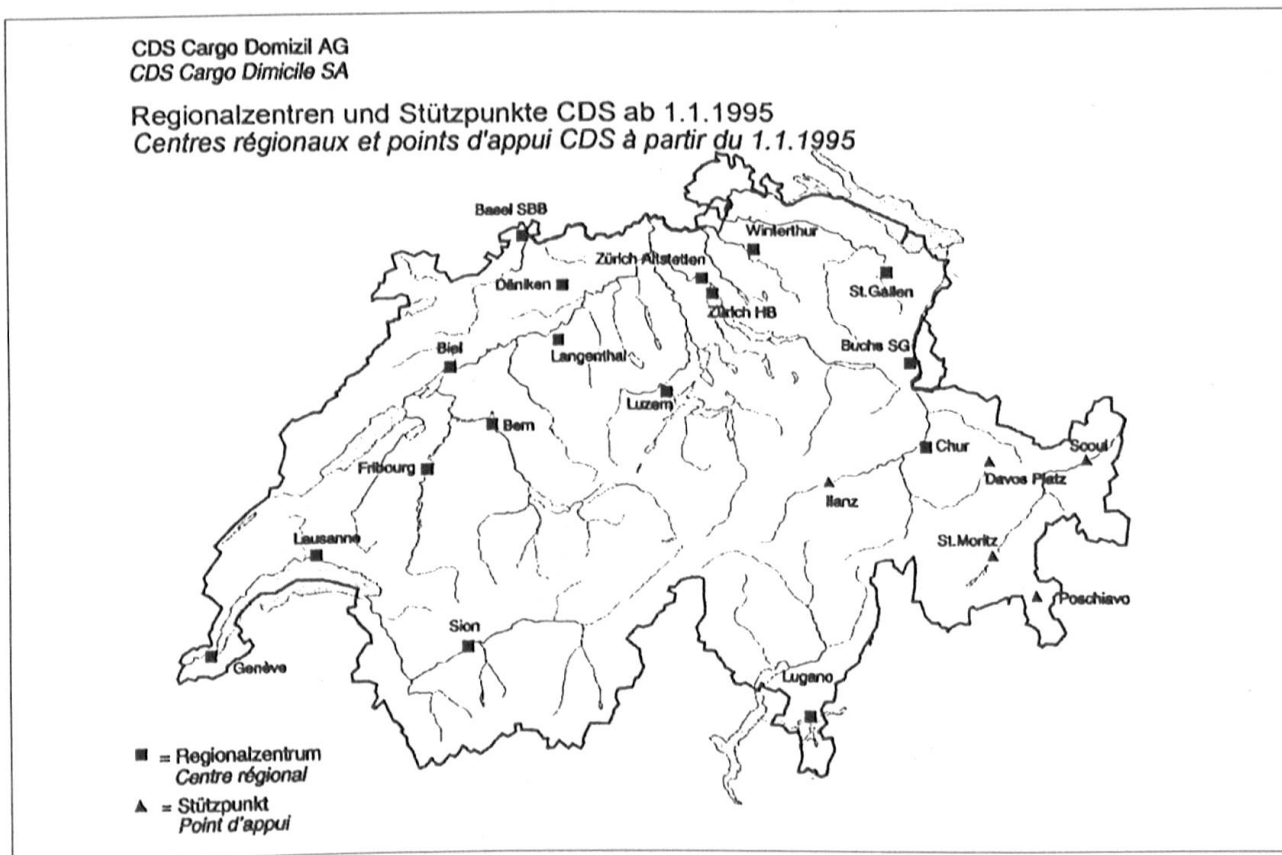 CDS Cargo Domizil AG
CDS Cargo Dimicile SA
Regionalzentren und Stützpunkte CDS ab 1.1.1995
Centres régionaux et points d'appui CDS à partir du 1.1.1995
Basel SBB
Winterthur
Zürich Altstetten
Däniken
St.Gallen
Zürich HB
Buchs SG
Biel
Langenthal
Luzern
Bern
Chur
Scoul
Fribourg
Davos Platz
Ilanz
Lausanne
St.Moritz
Poschiavo
Sion
Genève
Lugano
= Regionalzentrum
Centre régional
= Stützpunkt
Point d'appui